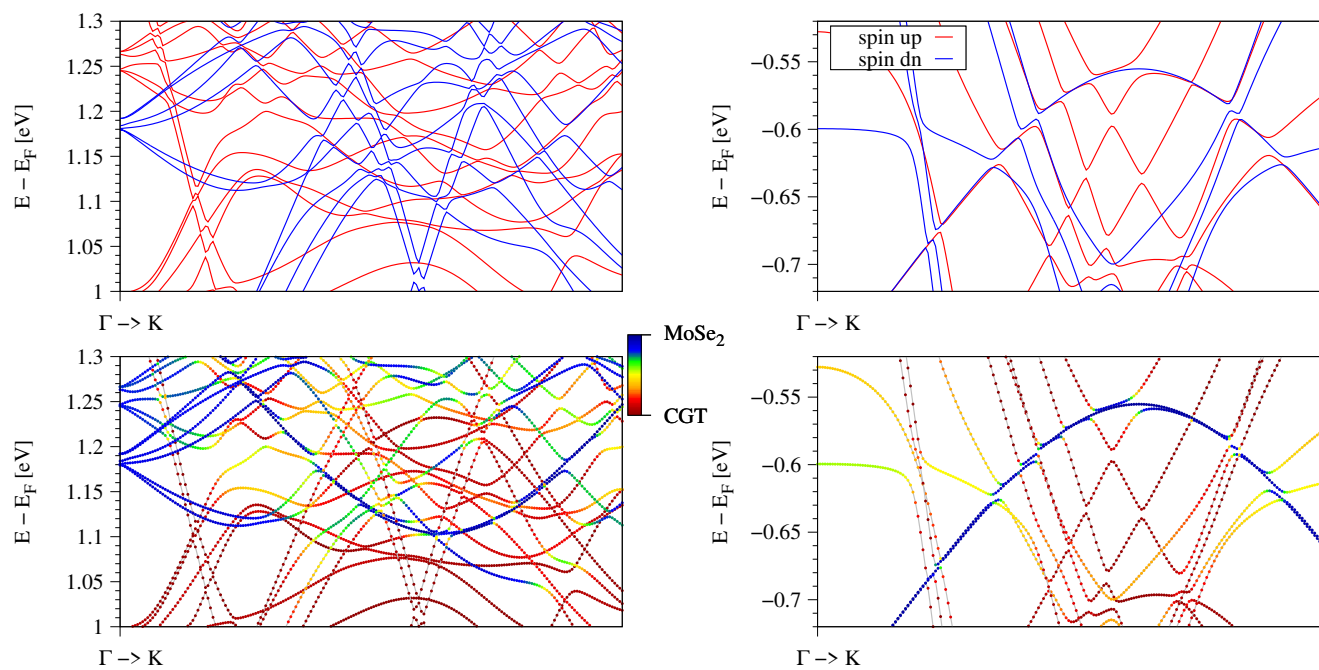 1.3
1.25
1.2
1.15
1.1
1.05
1
E − E_F [eV]
Γ −> K
spin up
spin dn
−0.55
−0.6
−0.65
−0.7
E − E_F [eV]
Γ −> K
MoSe₂
CGT
1.3
1.25
1.2
1.15
1.1
1.05
1
E − E_F [eV]
Γ −> K
−0.55
−0.6
−0.65
−0.7
E − E_F [eV]
Γ −> K